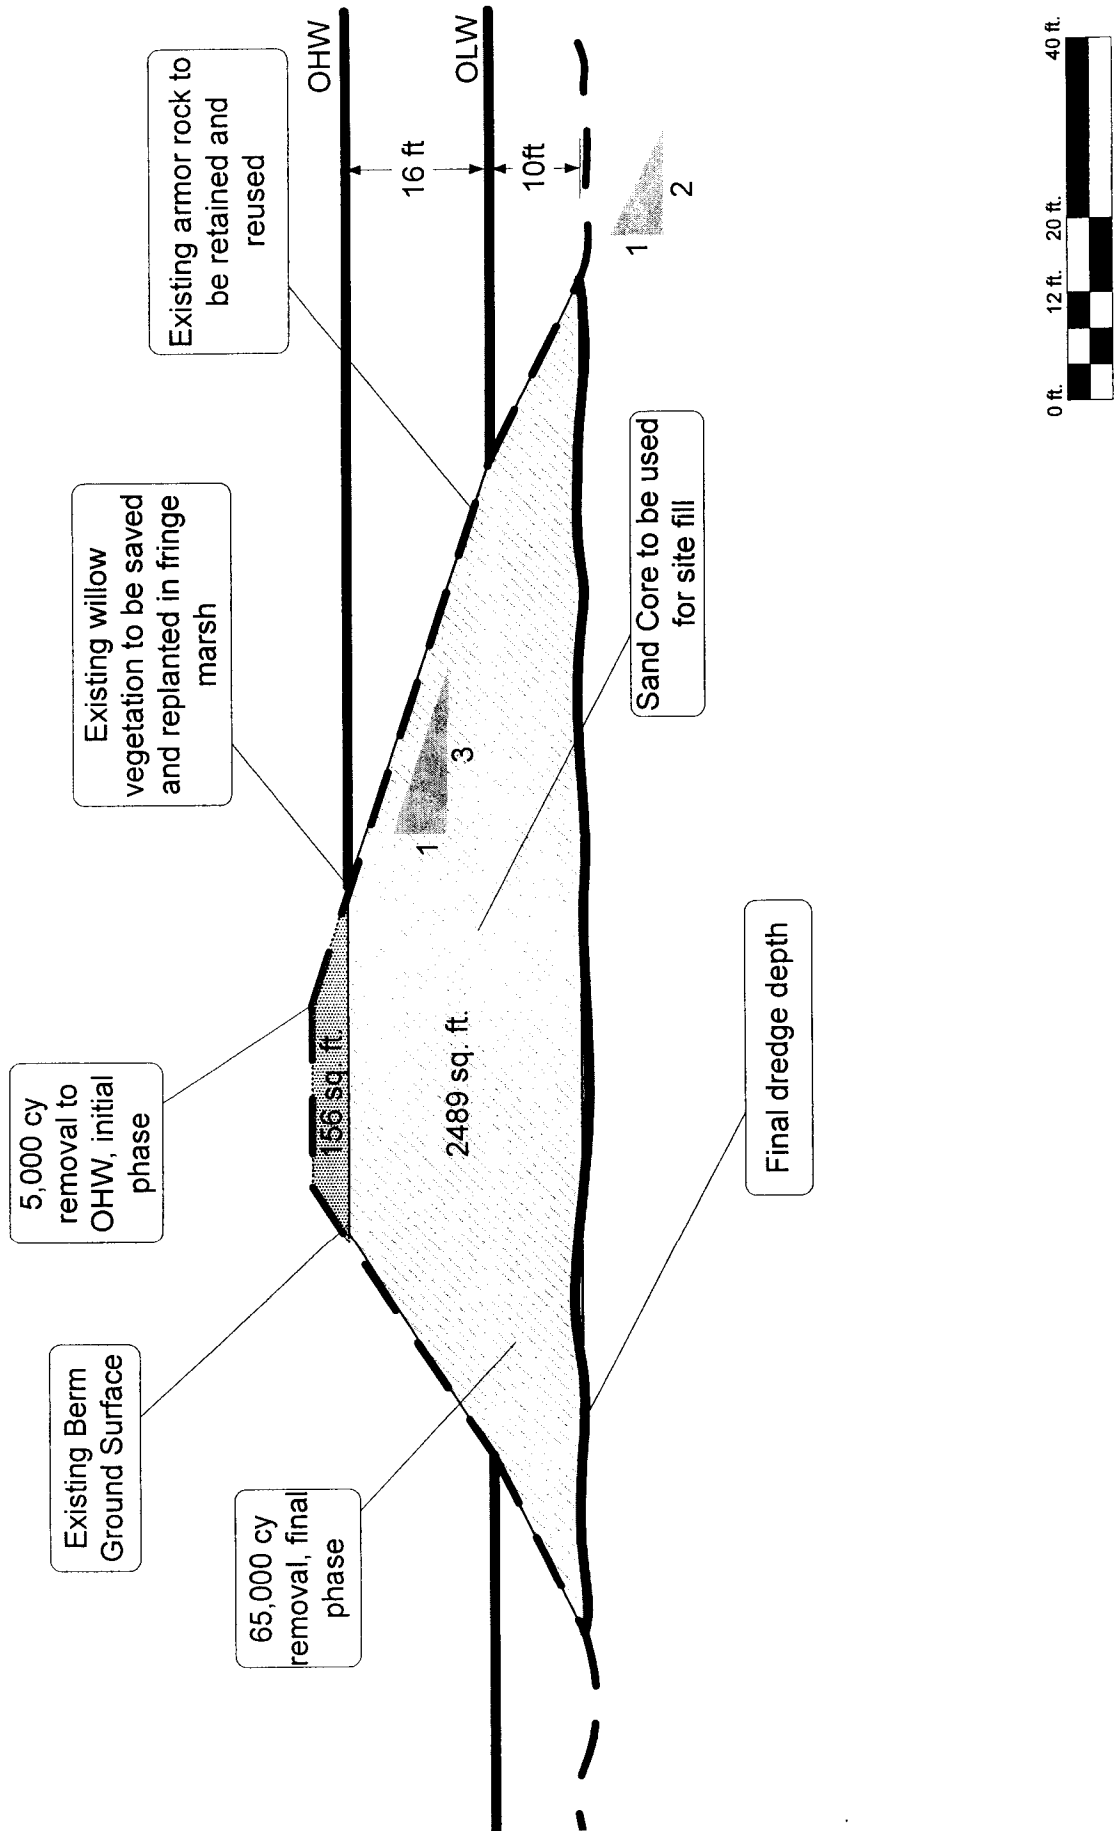 5,000 cy
removal to
OHW, initial
phase
Existing Berm
Ground Surface
65,000 cy
removal, final
phase
Existing willow
vegetation to be saved
and replanted in fringe
marsh
Existing armor rock to
be retained and
reused
OHW
OLW
16 ft
10ft
156 sq. ft.
2489 sq. ft.
1
3
1
2
Sand Core to be used
for site fill
Final dredge depth
0 ft.
12 ft.
20 ft.
40 ft.